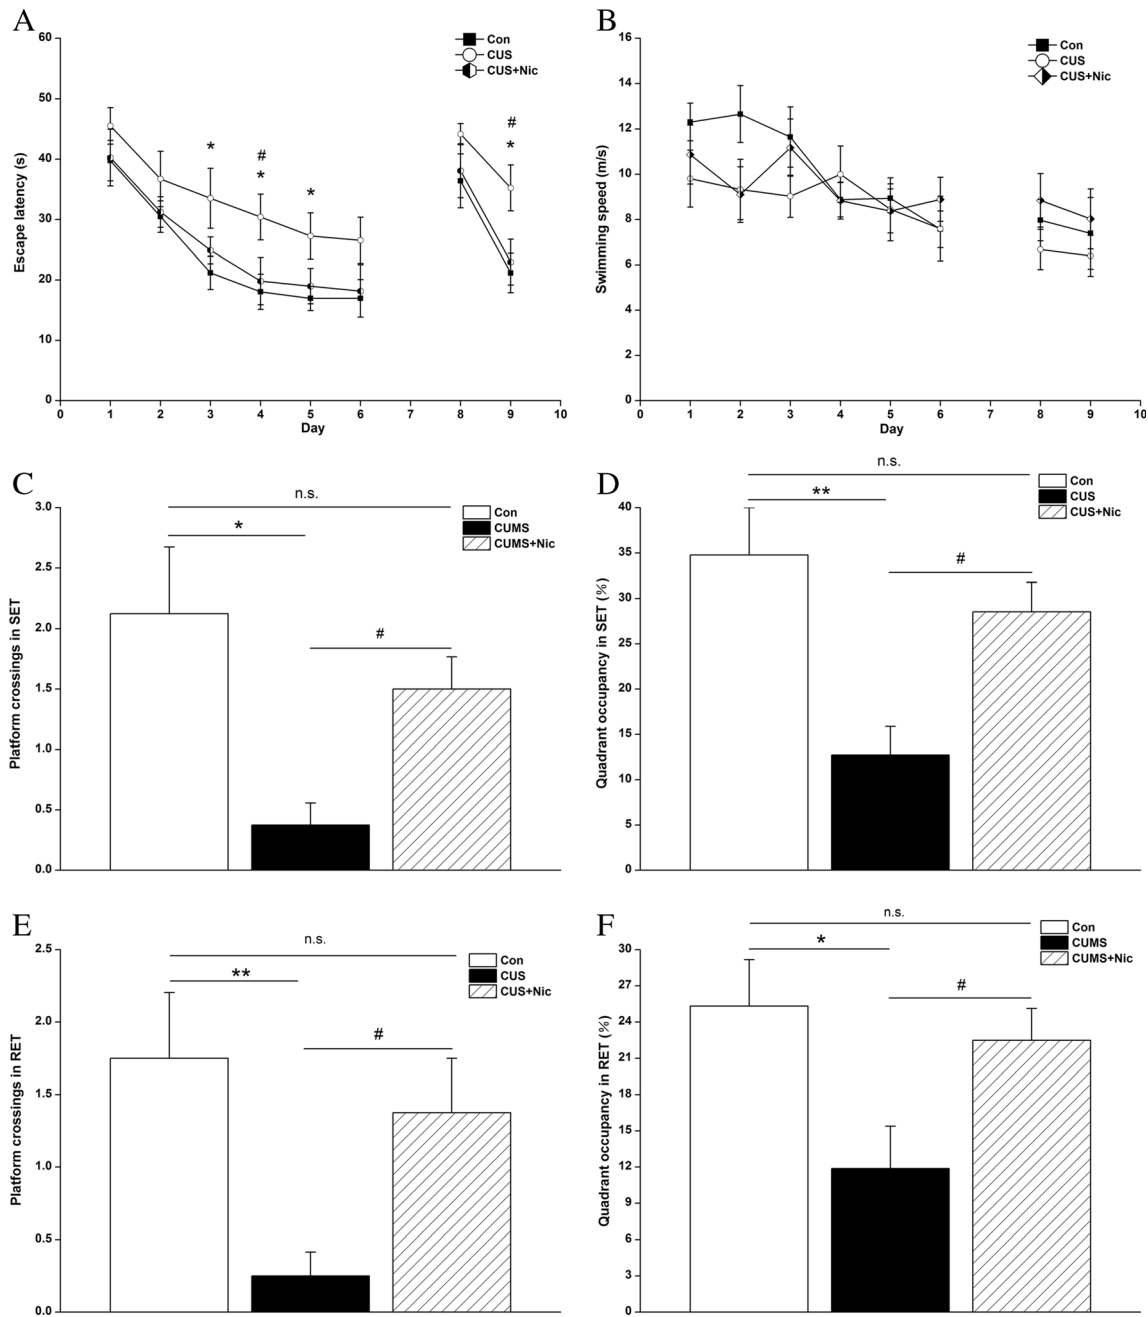 A
60
50
40
30
20
10
0
Escape latency (s)
Con
CUS
CUS+Nic
*
#
*
*
#
*
0 1 2 3 4 5 6 7 8 9 10
Day
B
16
14
12
10
8
6
4
2
0
Swimming speed (m/s)
Con
CUS
CUS+Nic
0 1 2 3 4 5 6 7 8 9 10
Day
C
3.0
2.5
2.0
1.5
1.0
0.5
0.0
Platform crossings in SET
n.s.
*
#
Con
CUMS
CUMS+Nic
D
40
35
30
25
20
15
10
5
0
Quadrant occupancy in SET (%)
n.s.
**
#
Con
CUS
CUS+Nic
E
2.5
2.0
1.5
1.0
0.5
0.0
Platform crossings in RET
n.s.
**
#
Con
CUS
CUS+Nic
F
30
27
24
21
18
15
12
9
6
3
0
Quadrant occupancy in RET (%)
n.s.
*
#
Con
CUMS
CUMS+Nic